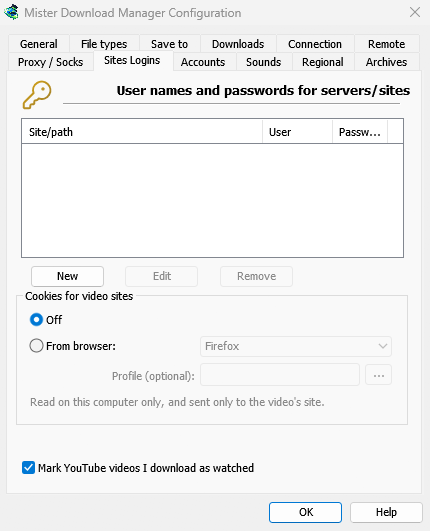 Mister Download Manager Configuration
General File types Save to Downloads Connection Remote
Proxy / Socks Sites Logins Accounts Sounds Regional Archives
User names and passwords for servers/sites
Site/path User Passw...
New Edit Remove
Cookies for video sites
Off
From browser: Firefox
Profile (optional): ...
Read on this computer only, and sent only to the video's site.
Mark YouTube videos I download as watched
OK Help